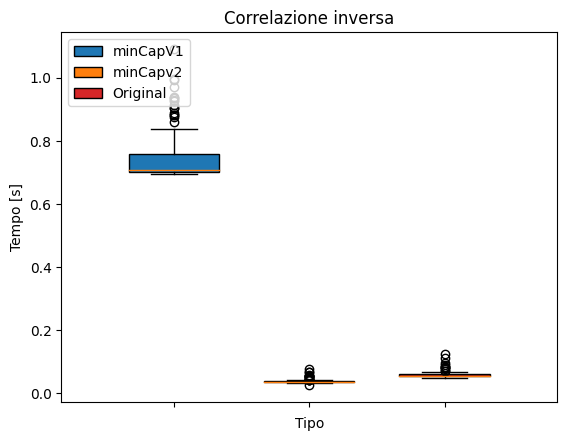 Correlazione inversa
minCapV1
minCapv2
Original
1.0
0.8
0.6
0.4
0.2
0.0
Tempo [s]
Tipo